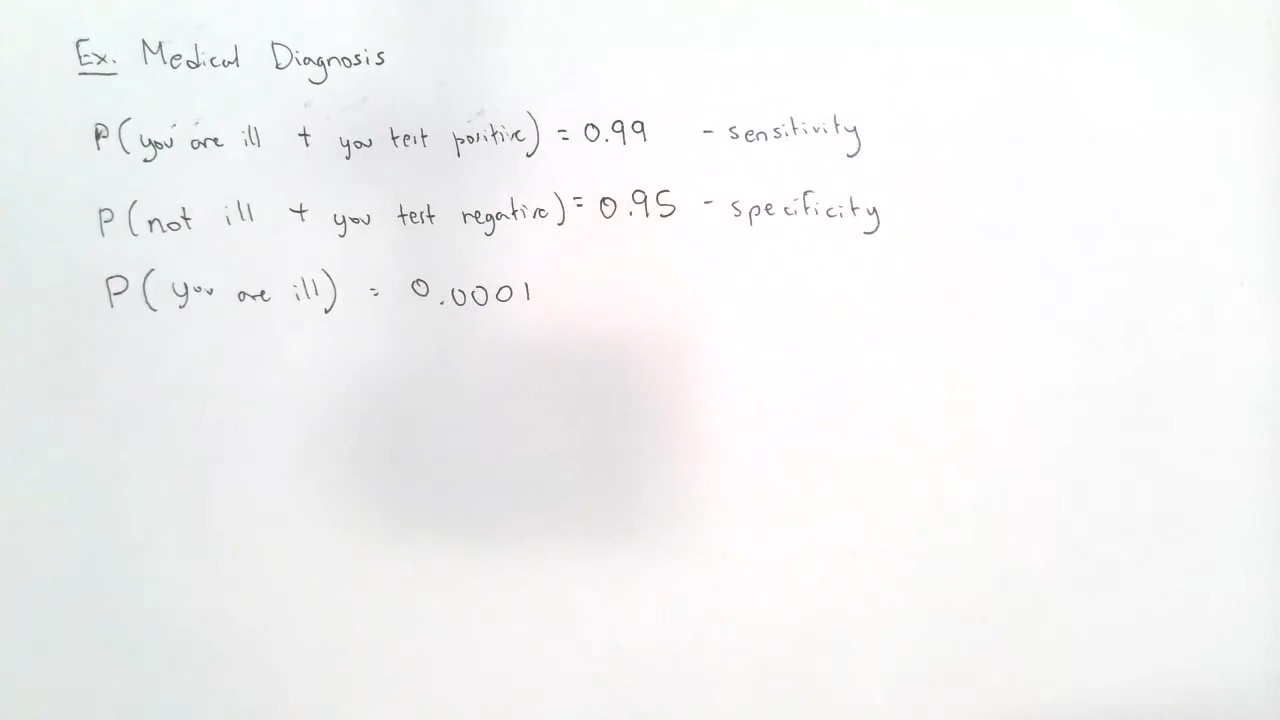 Ex. Medical Diagnosis
P(you are ill + you test positive) = 0.99 - sensitivity
P(not ill + you test negative) = 0.95 - specificity
P(you are ill) = 0.0001